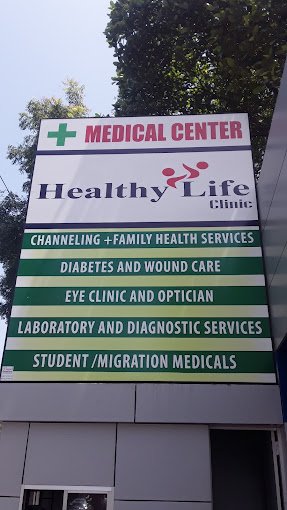 MEDICAL CENTER
Healthy Life
Clinic
CHANNELING +FAMILY HEALTH SERVICES
DIABETES AND WOUND CARE
EYE CLINIC AND OPTICIAN
LABORATORY AND DIAGNOSTIC SERVICES
STUDENT /MIGRATION MEDICALS